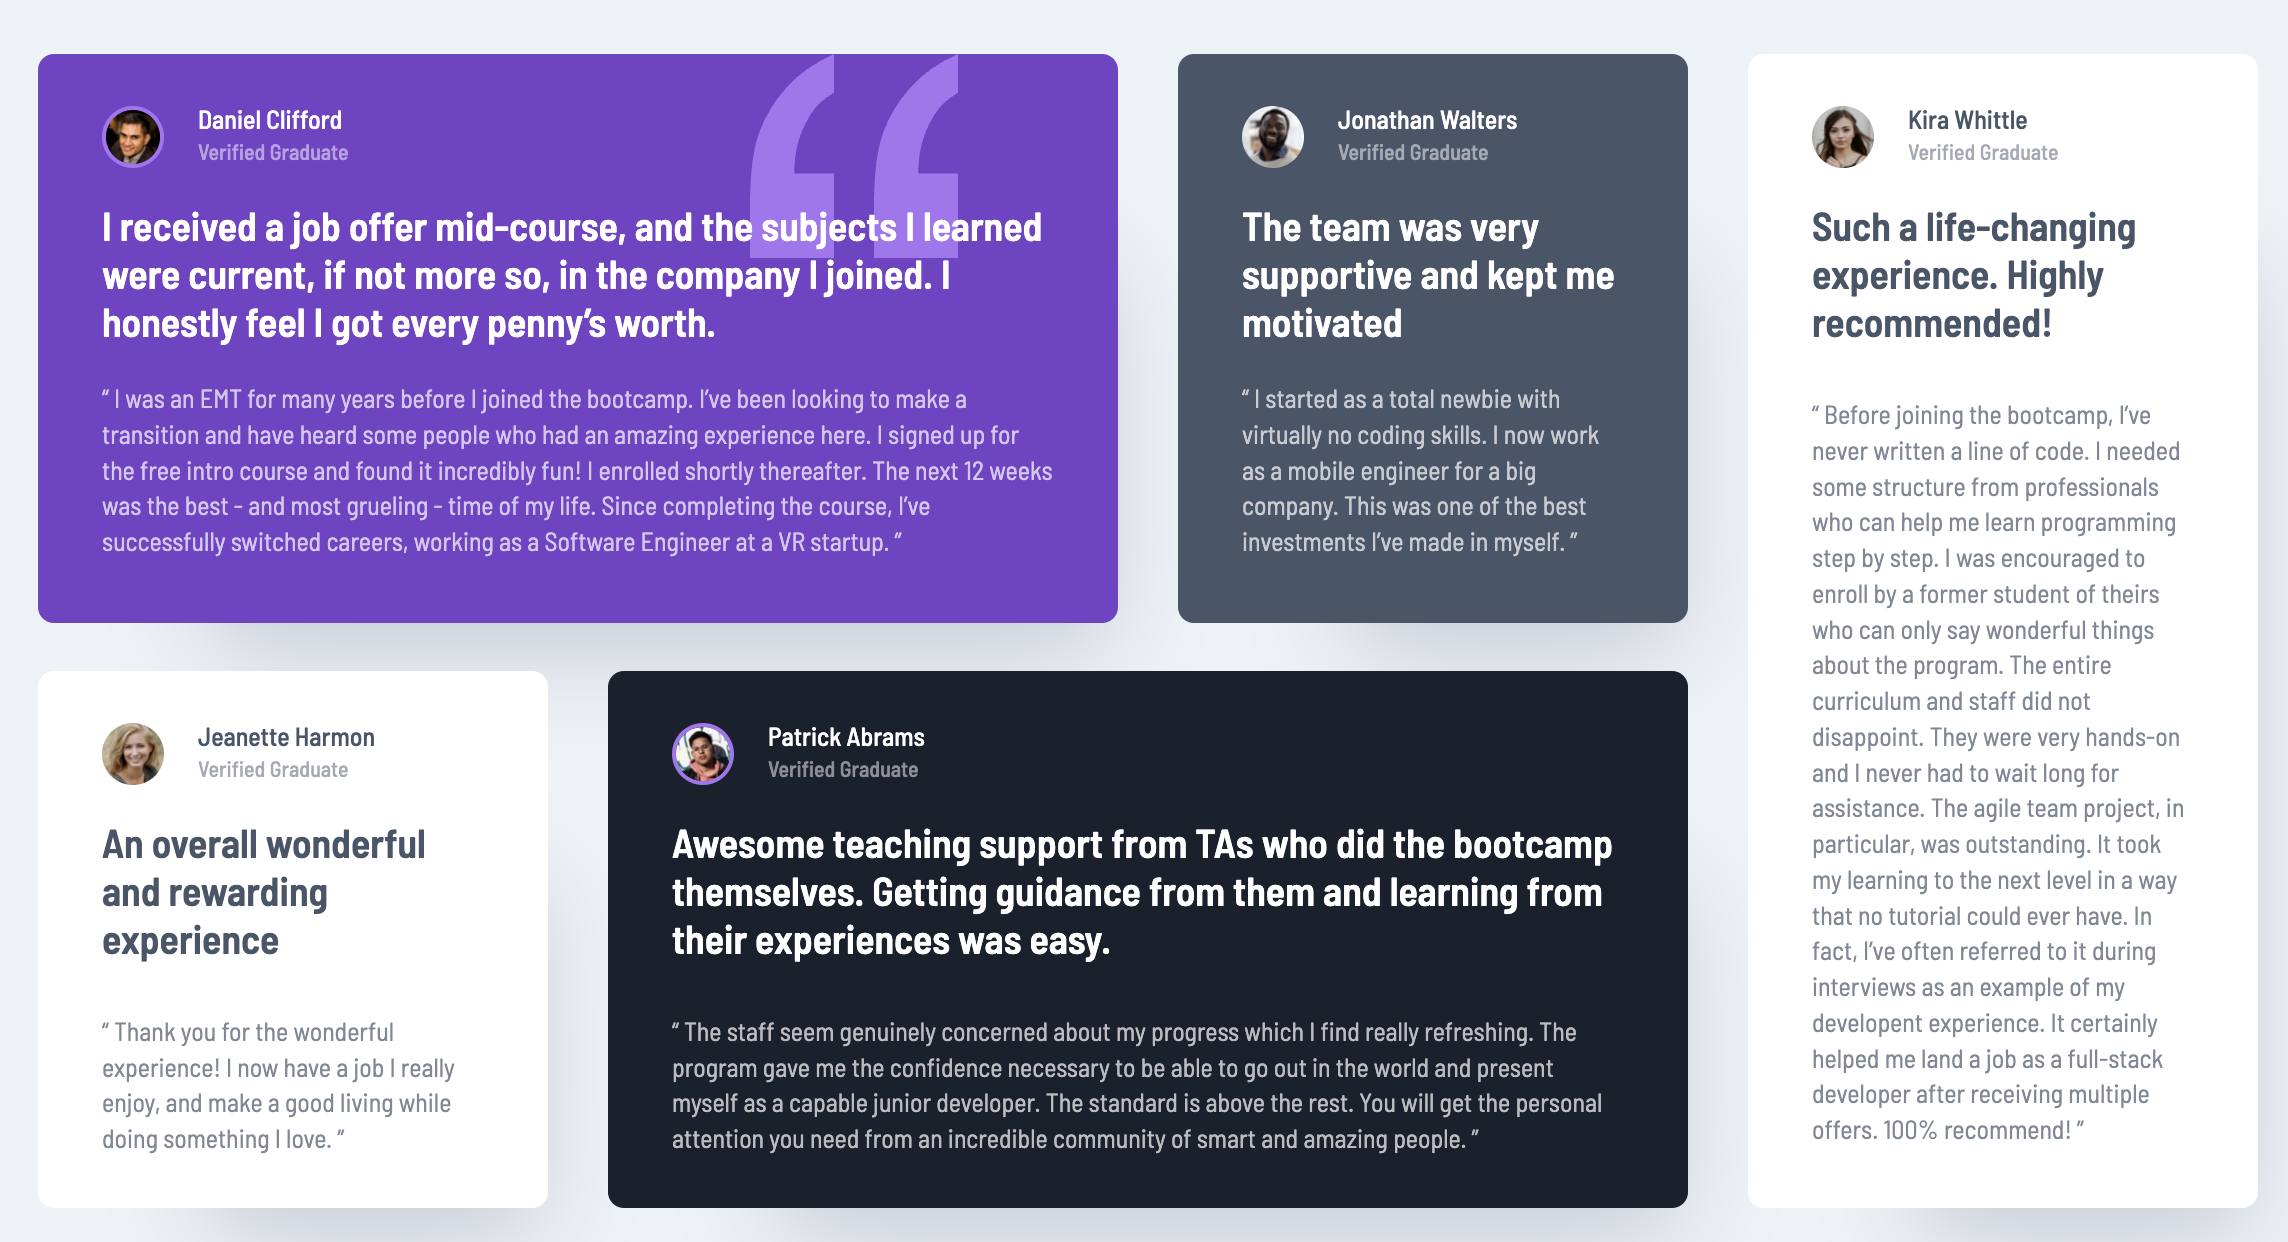 Daniel Clifford
Verified Graduate
I received a job offer mid-course, and the subjects I learned
were current, if not more so, in the company I joined. I
honestly feel I got every penny’s worth.
“ I was an EMT for many years before I joined the bootcamp. I’ve been looking to make a
transition and have heard some people who had an amazing experience here. I signed up for
the free intro course and found it incredibly fun! I enrolled shortly thereafter. The next 12 weeks
was the best - and most grueling - time of my life. Since completing the course, I’ve
successfully switched careers, working as a Software Engineer at a VR startup. ”
Jonathan Walters
Verified Graduate
The team was very
supportive and kept me
motivated
“ I started as a total newbie with
virtually no coding skills. I now work
as a mobile engineer for a big
company. This was one of the best
investments I’ve made in myself. ”
Kira Whittle
Verified Graduate
Such a life-changing
experience. Highly
recommended!
“ Before joining the bootcamp, I’ve
never written a line of code. I needed
some structure from professionals
who can help me learn programming
step by step. I was encouraged to
enroll by a former student of theirs
who can only say wonderful things
about the program. The entire
curriculum and staff did not
disappoint. They were very hands-on
and I never had to wait long for
assistance. The agile team project, in
particular, was outstanding. It took
my learning to the next level in a way
that no tutorial could ever have. In
fact, I’ve often referred to it during
interviews as an example of my
developent experience. It certainly
helped me land a job as a full-stack
developer after receiving multiple
offers. 100% recommend! ”
Jeanette Harmon
Verified Graduate
An overall wonderful
and rewarding
experience
“ Thank you for the wonderful
experience! I now have a job I really
enjoy, and make a good living while
doing something I love. ”
Patrick Abrams
Verified Graduate
Awesome teaching support from TAs who did the bootcamp
themselves. Getting guidance from them and learning from
their experiences was easy.
“ The staff seem genuinely concerned about my progress which I find really refreshing. The
program gave me the confidence necessary to be able to go out in the world and present
myself as a capable junior developer. The standard is above the rest. You will get the personal
attention you need from an incredible community of smart and amazing people. ”